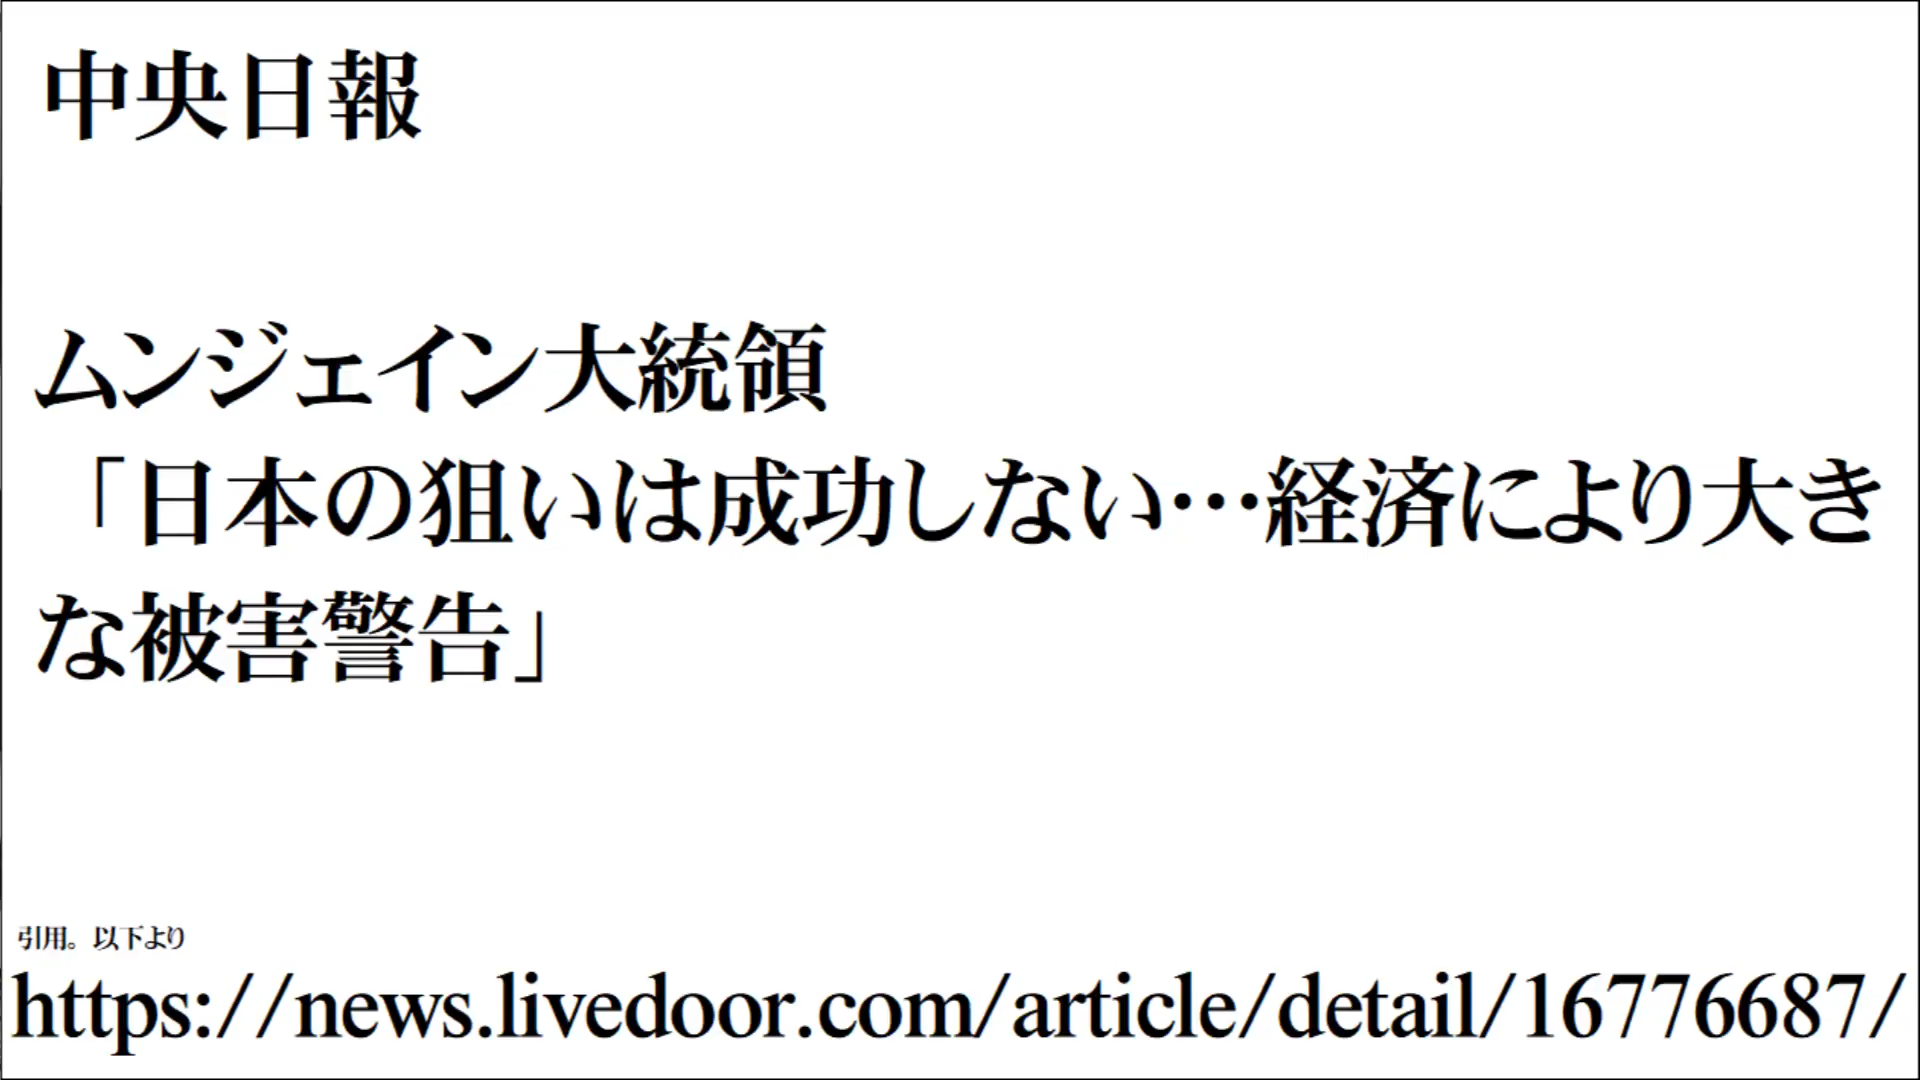 中央日報
ムンジェイン大統領
「日本の狙いは成功しない…経済により大き
な被害警告」
引用。以下より
https://news.livedoor.com/article/detail/16776687/